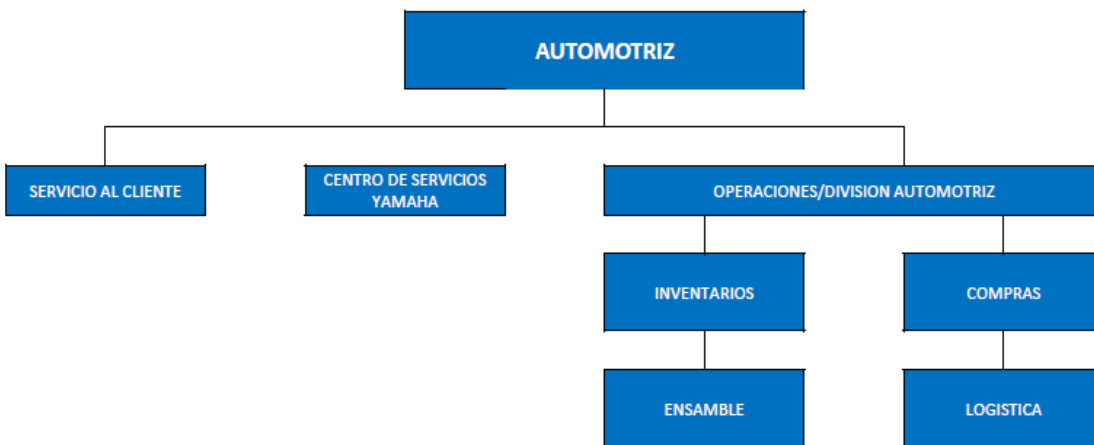 AUTOMOTRIZ
SERVICIO AL CLIENTE
CENTRO DE SERVICIOS
YAMAHA
OPERACIONES/DIVISION AUTOMOTRIZ
INVENTARIOS
COMPRAS
ENSAMBLE
LOGISTICA